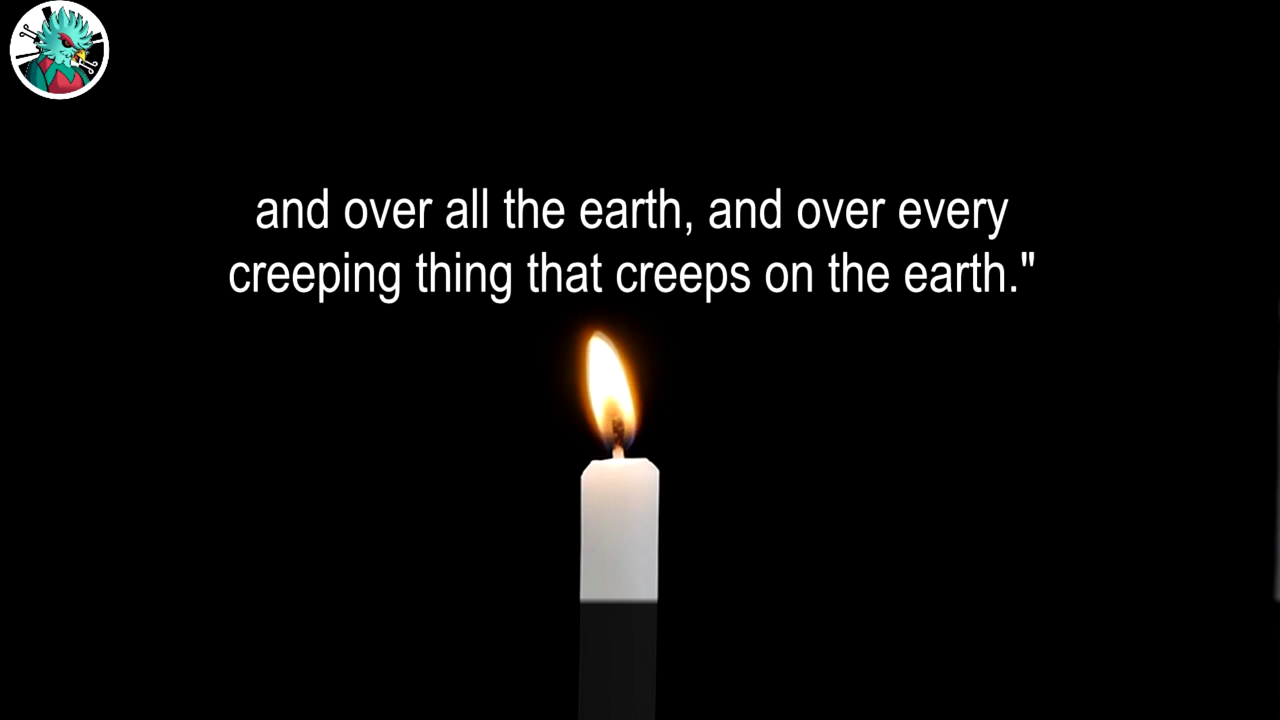 and over all the earth, and over every
creeping thing that creeps on the earth."